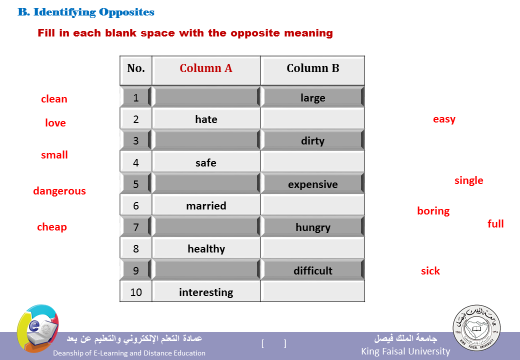 B. Identifying Opposites
Fill in each blank space with the opposite meaning
No. Column A Column B
1 large
2 hate
3 dirty
4 safe
5 expensive
6 married
7 hungry
8 healthy
9 difficult
10 interesting
clean
love
small
dangerous
cheap
easy
single
boring
full
sick
عمادة التعلم الإلكتروني والتعليم عن بعد
Deanship of E-Learning and Distance Education
[ ]
جامعة الملك فيصل
King Faisal University